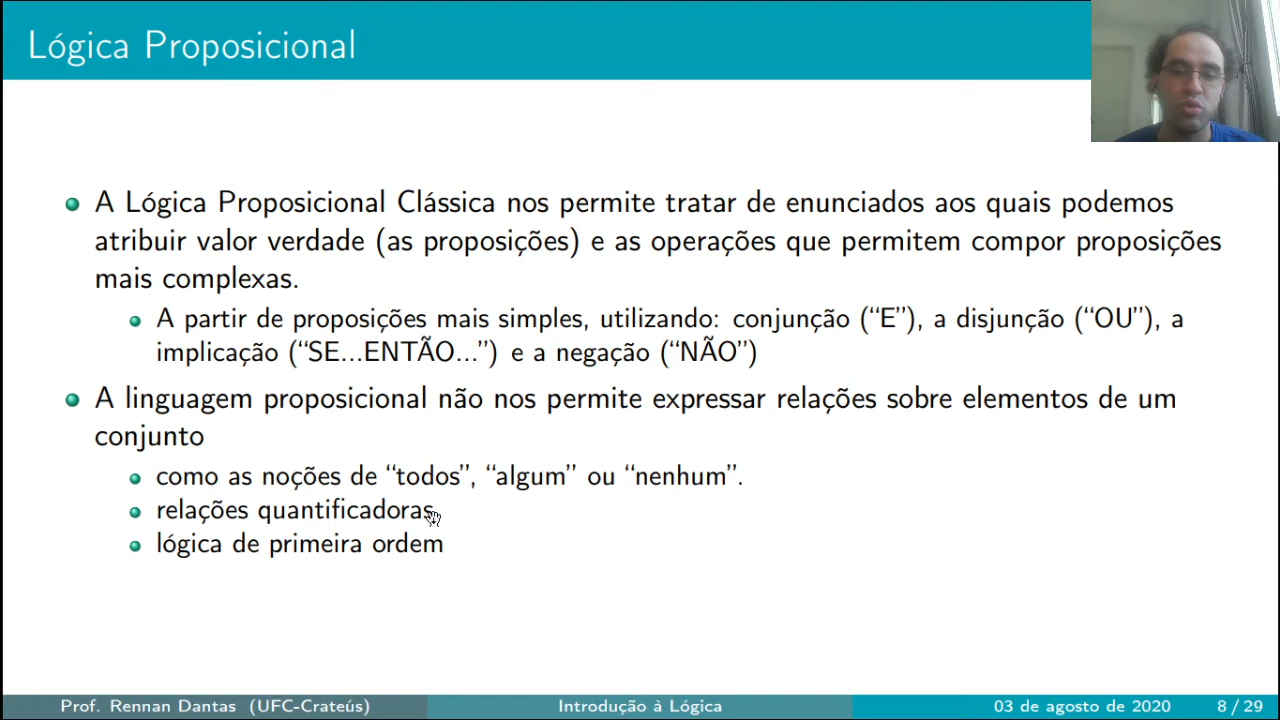 Lógica Proposicional
A Lógica Proposicional Clássica nos permite tratar de enunciados aos quais podemos
atribuir valor verdade (as proposições) e as operações que permitem compor proposições
mais complexas.
A partir de proposições mais simples, utilizando: conjunção (“E”), a disjunção (“OU”), a
implicação (“SE...ENTÃO...”) e a negação (“NÃO”)
A linguagem proposicional não nos permite expressar relações sobre elementos de um
conjunto
como as noções de “todos”, “algum” ou “nenhum”.
relações quantificadoras
lógica de primeira ordem
Prof. Rennan Dantas (UFC-Crateús) Introdução à Lógica 03 de agosto de 2020 8 / 29